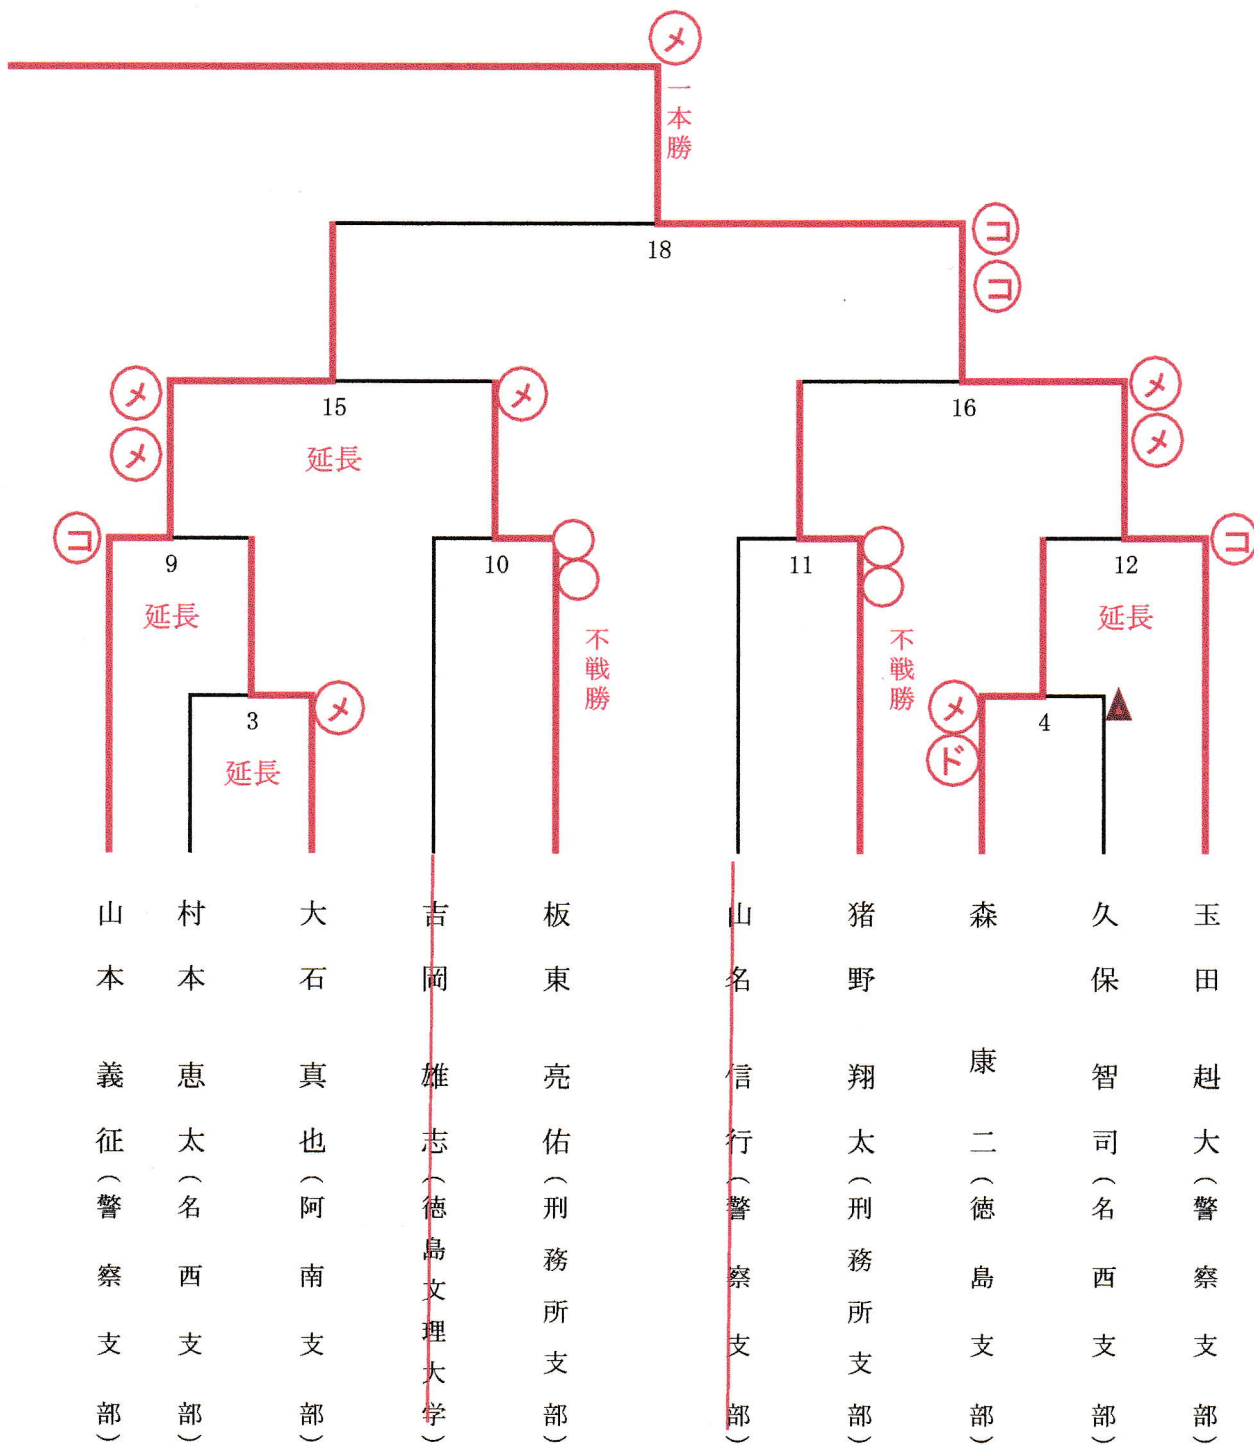 メ
一本勝
18
コ
コ
メ
メ
15
延長
メ
16
メ
メ
コ
9
延長
10
不戦勝
11
不戦勝
12
延長
コ
3
延長
メ
メ
ド
4
▲
山本義征(警察支部)
村本恵太(名西支部)
大石真也(阿南支部)
吉岡雄志(徳島文理大学)
板東亮佑(刑務所支部)
山名信行(警察支部)
猪野翔太(刑務所支部)
森康二(徳島支部)
久保智司(名西支部)
玉田赳大(警察支部)